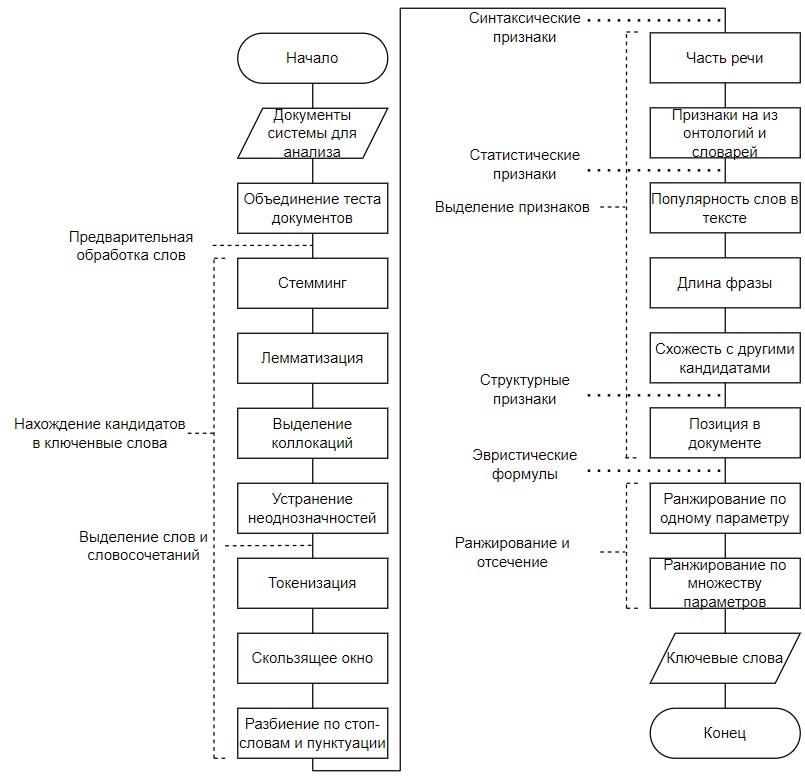 Начало
Документы
системы для
анализа
Объединение теста
документов
Предварительная
обработка слов
Стемминг
Лемматизация
Нахождение кандидатов
в ключенвые слова
Выделение
коллокаций
Устранение
неоднозначностей
Выделение слов и
словосочетаний
Токенизация
Скользящее окно
Разбиение по стоп-
словам и пунктуации
Синтаксические
признаки
Часть речи
Признаки на из
онтологий и
словарей
Статистические
признаки
Выделение признаков
Популярность слов в
тексте
Длина фразы
Схожесть с другими
кандидатами
Структурные
признаки
Позиция в
документе
Эвристические
формулы
Ранжирование по
одному параметру
Ранжирование и
отсечение
Ранжирование по
множеству
параметров
Ключевые слова
Конец